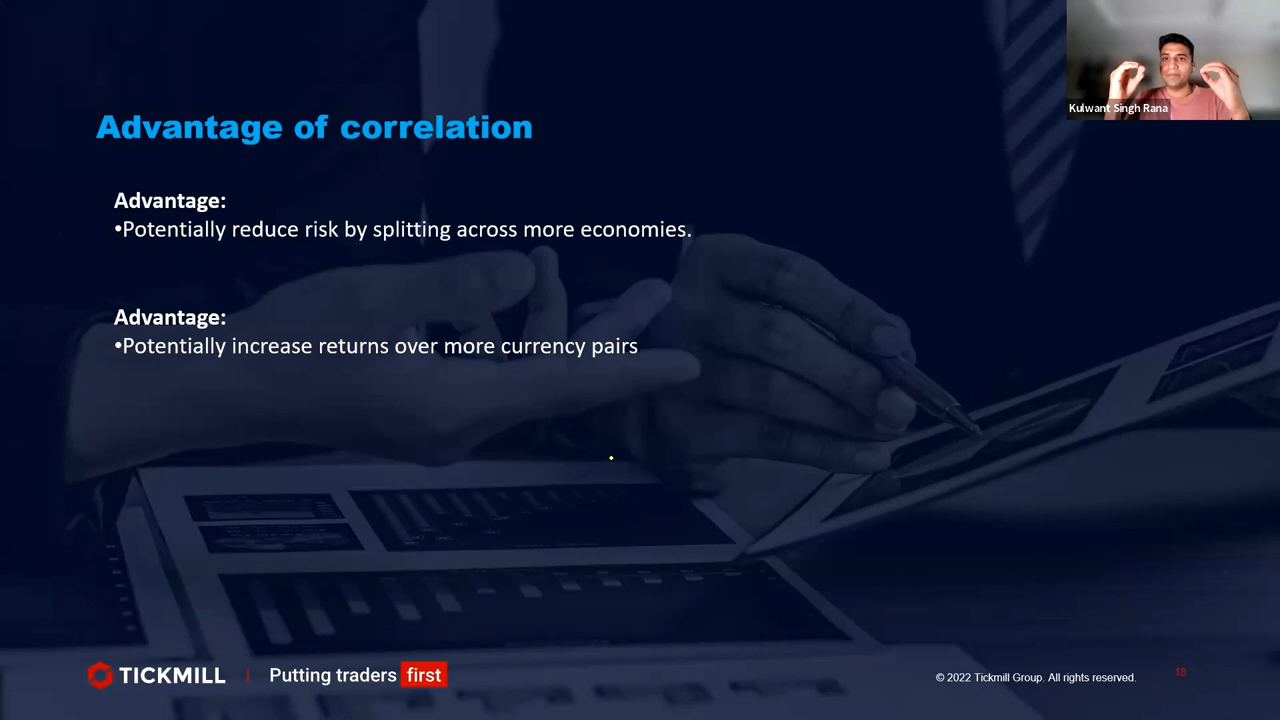 Kulwant Singh Rana
Advantage of correlation
Advantage:
•Potentially reduce risk by splitting across more economies.
Advantage:
•Potentially increase returns over more currency pairs
TICKMILL | Putting traders first
© 2022 Tickmill Group. All rights reserved.
18